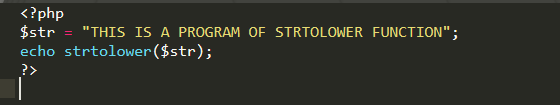 <?php
$str = "THIS IS A PROGRAM OF STRTOLOWER FUNCTION";
echo strtolower($str);
?>